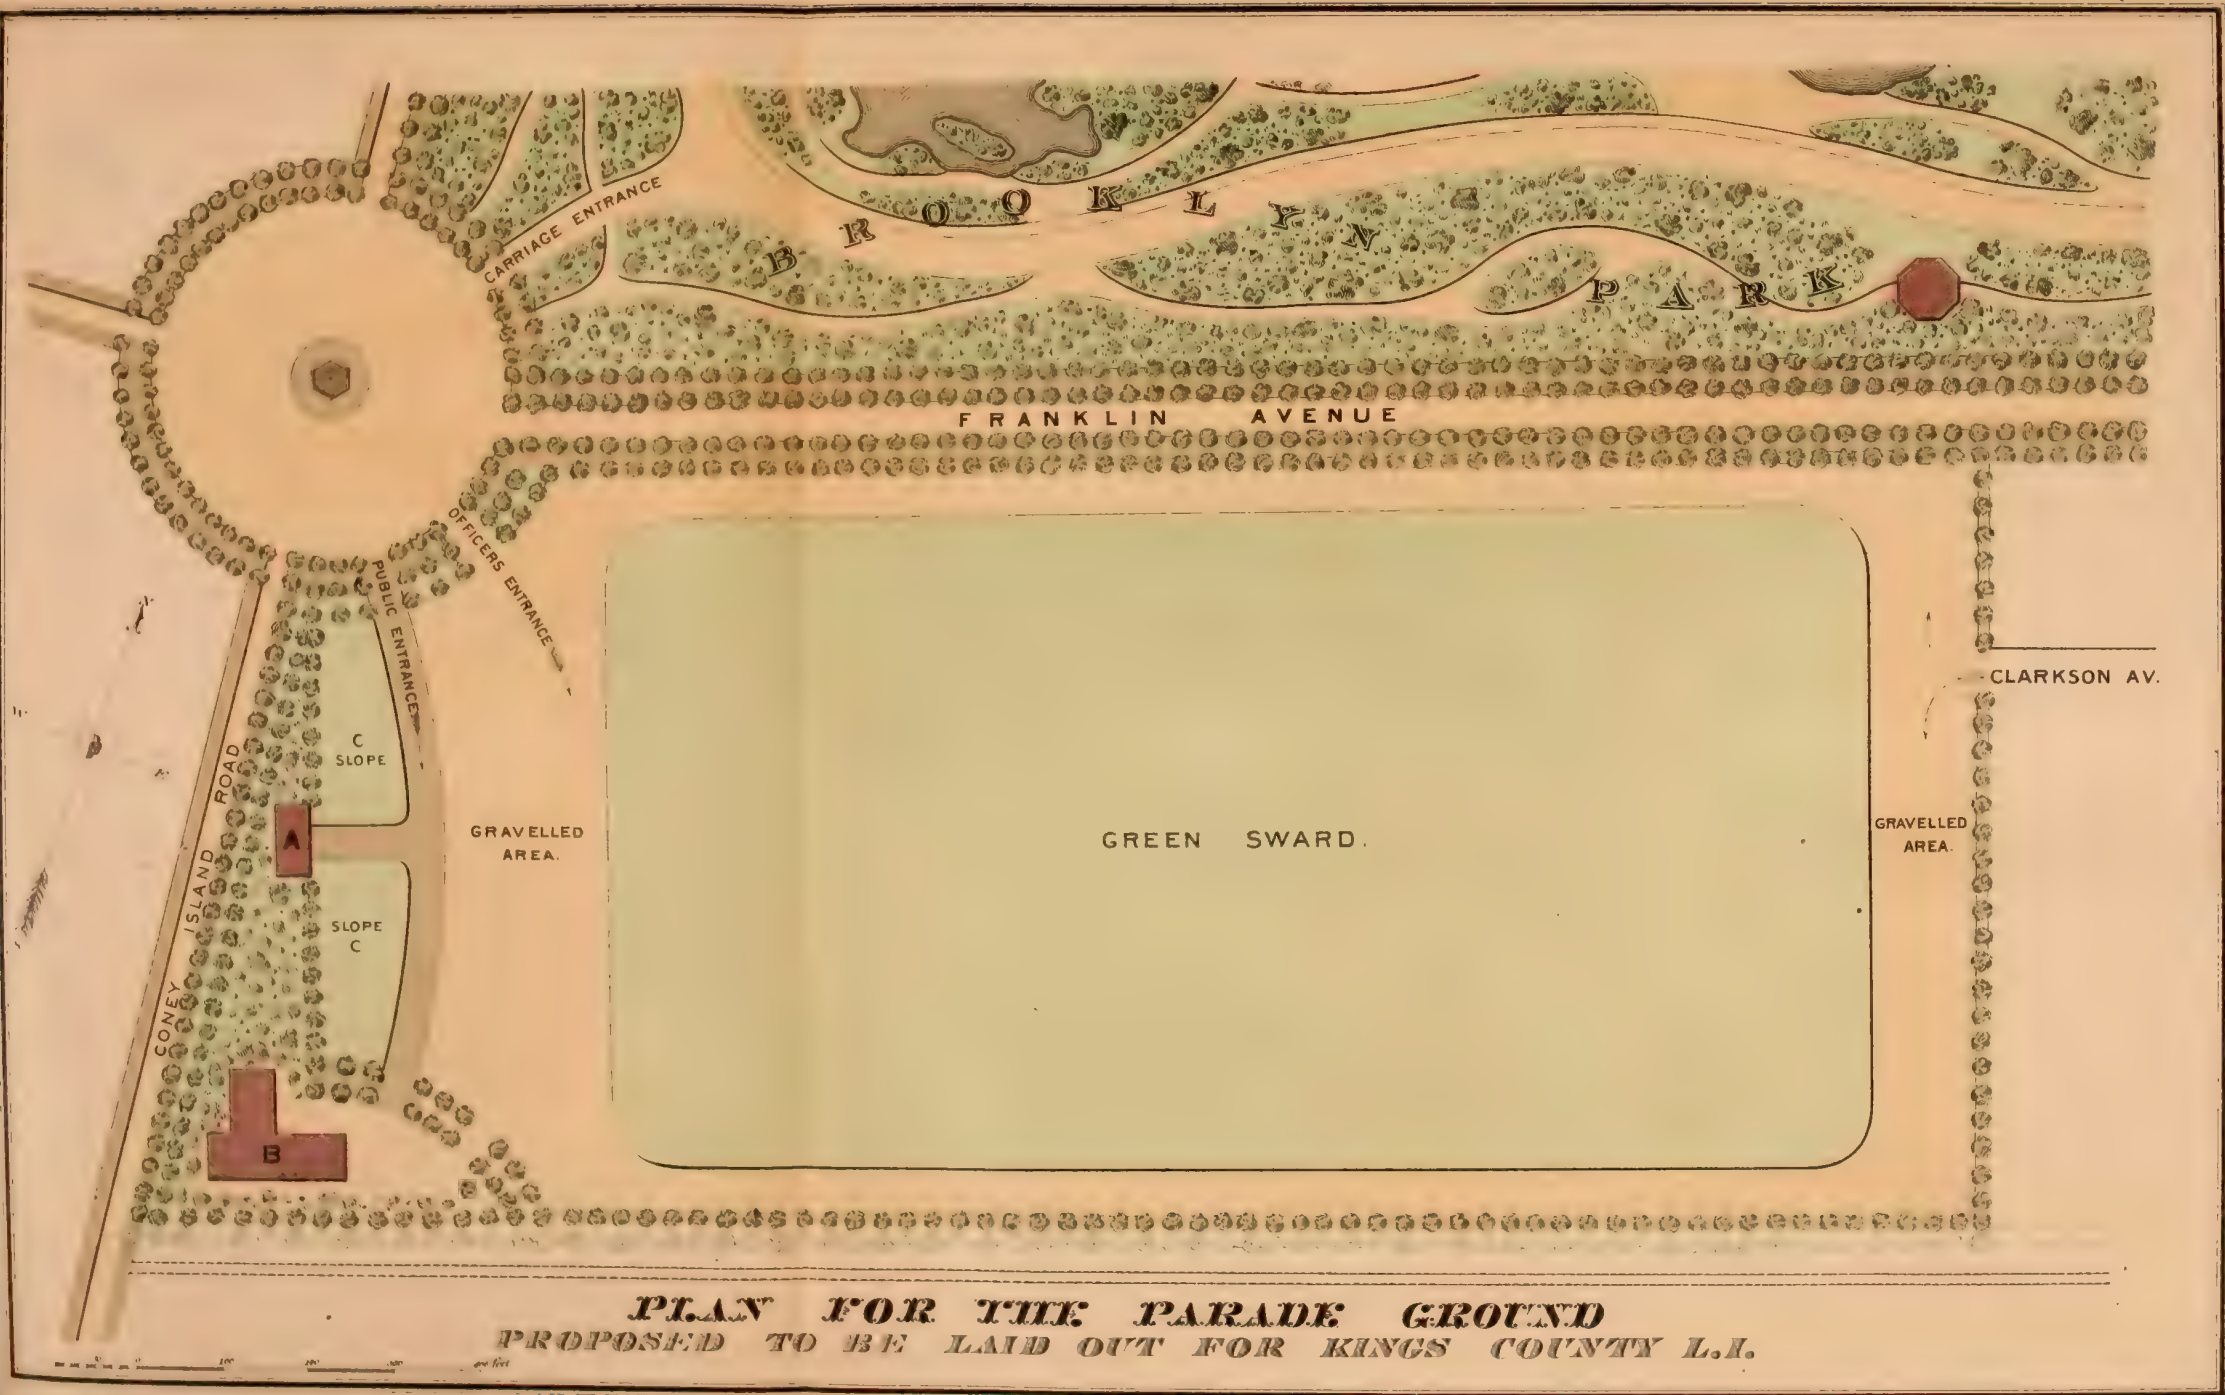 CARRIAGE ENTRANCE
BROOKLYN PARK
FRANKLIN AVENUE
OFFICERS ENTRANCE
PUBLIC ENTRANCE
CLARKSON AV.
C
SLOPE
CONEY ISLAND ROAD
A
GRAVELLED
AREA.
GREEN SWARD.
GRAVELLED
AREA.
SLOPE
C
B
PLAN FOR THE PARADE GROUND
PROPOSED TO BE LAID OUT FOR KINGS COUNTY L.I.